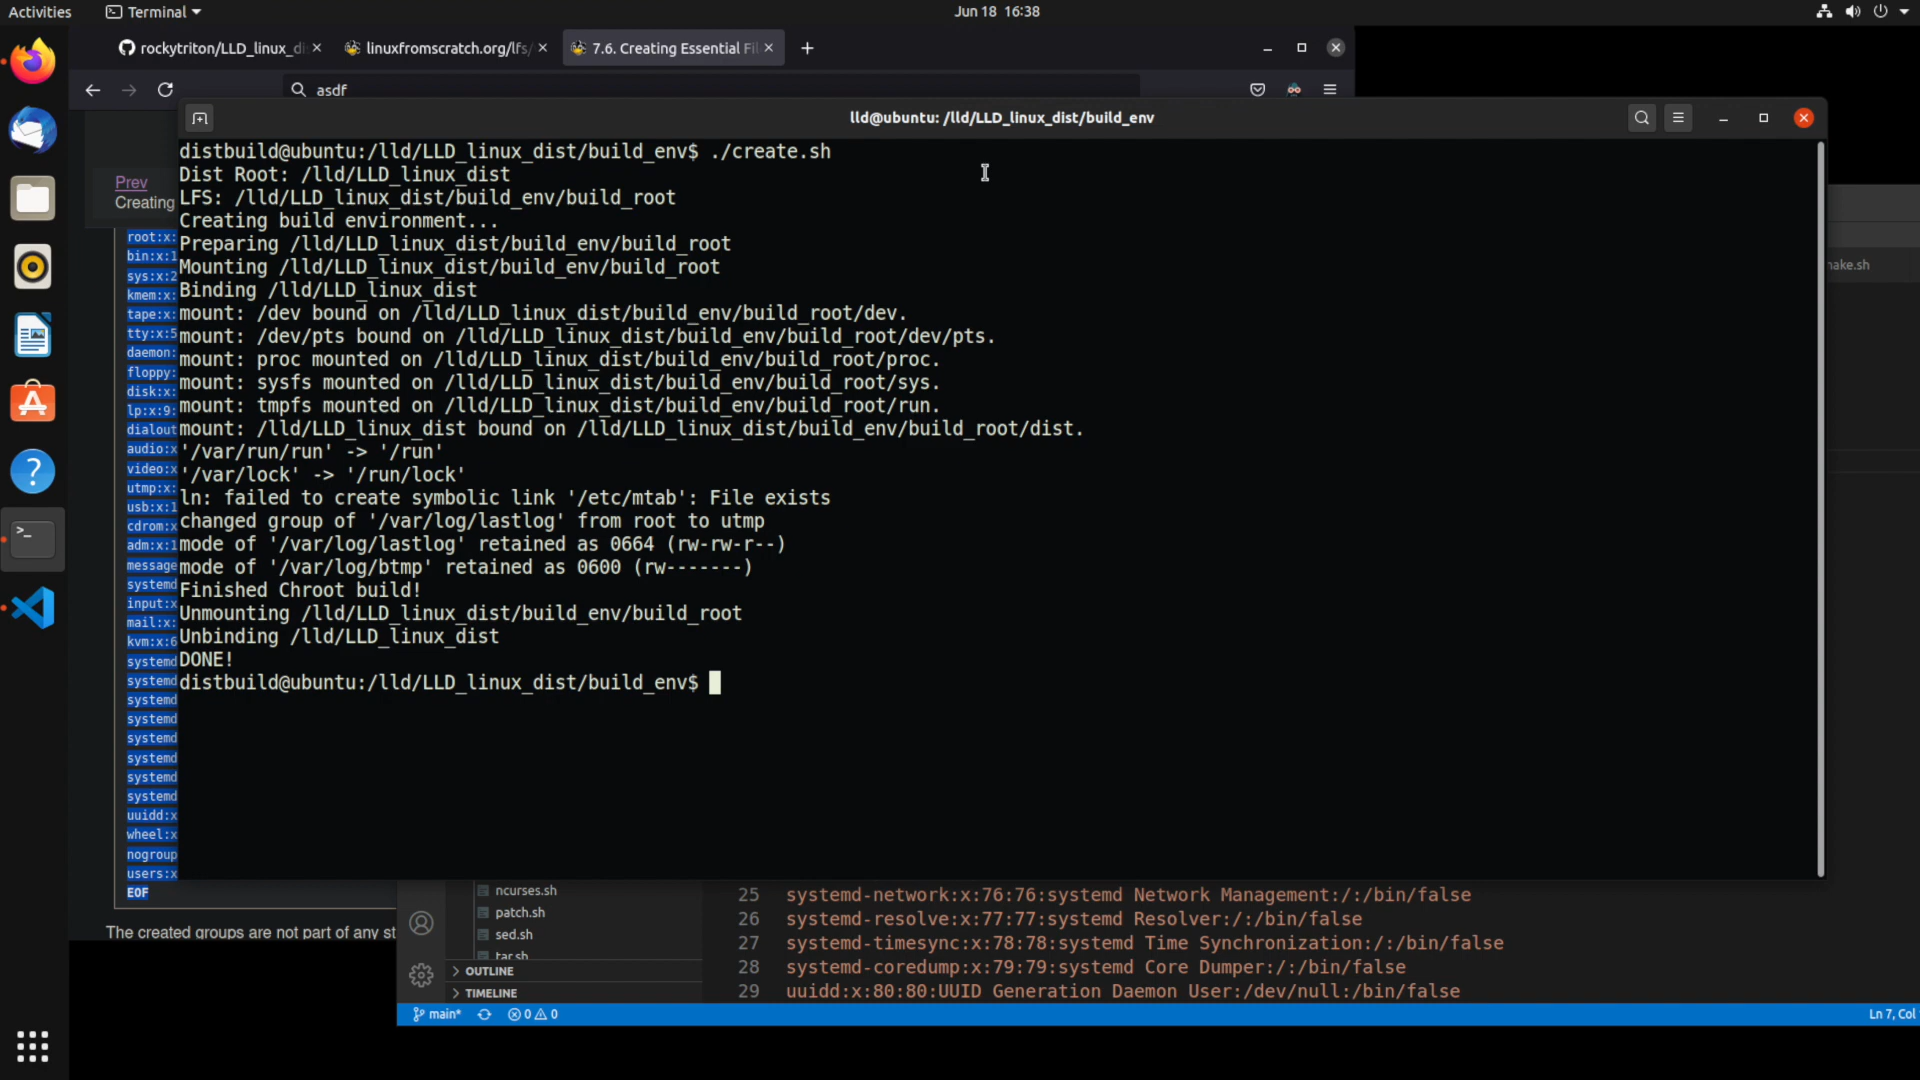 Activities
Terminal
Jun 18 16:38
rockytriton/LLD_linux_di
linuxfromscratch.org/lfs/
7.6. Creating Essential Fil
asdf
lld@ubuntu: /lld/LLD_linux_dist/build_env
Prev
Creating
root:x:
bin:x:1
sys:x:2
kmem:x:
tape:x:
tty:x:5
daemon:
floppy:
disk:x:
lp:x:9:
dialout
audio:x
video:x
utmp:x:
usb:x:1
cdrom:x
adm:x:1
message
systemd
input:x
mail:x:
kvm:x:6
systemd
systemd
systemd
systemd
systemd
systemd
systemd
systemd
uuidd:x
wheel:x
nogroup
users:x
EOF
The created groups are not part of any st
distbuild@ubuntu:/lld/LLD_linux_dist/build_env$ ./create.sh
Dist Root: /lld/LLD_linux_dist
LFS: /lld/LLD_linux_dist/build_env/build_root
Creating build environment...
Preparing /lld/LLD_linux_dist/build_env/build_root
Mounting /lld/LLD_linux_dist/build_env/build_root
Binding /lld/LLD_linux_dist
mount: /dev bound on /lld/LLD_linux_dist/build_env/build_root/dev.
mount: /dev/pts bound on /lld/LLD_linux_dist/build_env/build_root/dev/pts.
mount: proc mounted on /lld/LLD_linux_dist/build_env/build_root/proc.
mount: sysfs mounted on /lld/LLD_linux_dist/build_env/build_root/sys.
mount: tmpfs mounted on /lld/LLD_linux_dist/build_env/build_root/run.
mount: /lld/LLD_linux_dist bound on /lld/LLD_linux_dist/build_env/build_root/dist.
'/var/run/run' -> '/run'
'/var/lock' -> '/run/lock'
ln: failed to create symbolic link '/etc/mtab': File exists
changed group of '/var/log/lastlog' from root to utmp
mode of '/var/log/lastlog' retained as 0664 (rw-rw-r--)
mode of '/var/log/btmp' retained as 0600 (rw-------)
Finished Chroot build!
Unmounting /lld/LLD_linux_dist/build_env/build_root
Unbinding /lld/LLD_linux_dist
DONE!
distbuild@ubuntu:/lld/LLD_linux_dist/build_env$
make.sh
ncurses.sh
patch.sh
sed.sh
tar.sh
OUTLINE
TIMELINE
25 systemd-network:x:76:76:systemd Network Management:/:/bin/false
26 systemd-resolve:x:77:77:systemd Resolver:/:/bin/false
27 systemd-timesync:x:78:78:systemd Time Synchronization:/:/bin/false
28 systemd-coredump:x:79:79:systemd Core Dumper:/:/bin/false
29 uuidd:x:80:80:UUID Generation Daemon User:/dev/null:/bin/false
main* 0 0
Ln 7, Col